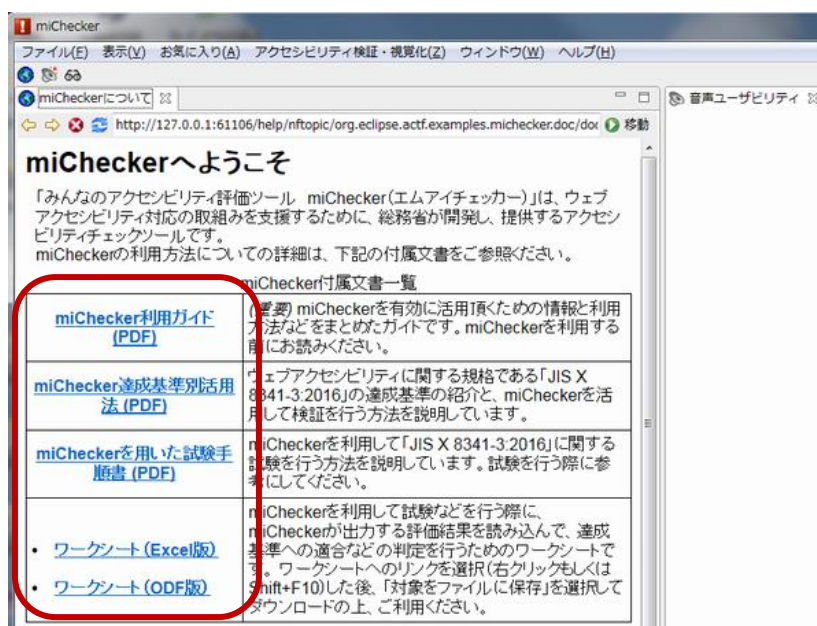 miChecker
ファイル(F) 表示(V) お気に入り(A) アクセシビリティ検証・視覚化(Z) ウィンドウ(W) ヘルプ(H)
miCheckerについて
音声ユーザビリティ
http://127.0.0.1:61106/help/nftopic/org.eclipse.actf.examples.michecker.doc/doc
移動
miCheckerへようこそ
「みんなのアクセシビリティ評価ツール miChecker(エムアイチェッカー)」は、ウェブ
アクセシビリティ対応の取組みを支援するために、総務省が開発し、提供するアクセシ
ビリティチェックツールです。
miCheckerの利用方法についての詳細は、下記の付属文書をご参照ください。
miChecker付属文書一覧
miChecker利用ガイド
(PDF)
(重要) miCheckerを有効に活用頂くための情報と利用
方法などをまとめたガイドです。miCheckerを利用する
前にお読みください。
miChecker達成基準別活用
法 (PDF)
ウェブアクセシビリティに関する規格である「JIS X
8341-3:2016」の達成基準の紹介と、miCheckerを活
用して検証を行う方法を説明しています。
miCheckerを用いた試験手
順書 (PDF)
miCheckerを利用して「JIS X 8341-3:2016」に関する
試験を行う方法を説明しています。試験を行う際に参
考にしてください。
• ワークシート(Excel版)
• ワークシート(ODF版)
miCheckerを利用して試験などを行う際に、
miCheckerが出力する評価結果を読み込んで、達成
基準への適合などの判定を行うためのワークシートで
す。ワークシートへのリンクを選択(右クリックもしくは
Shift+F10)した後、「対象をファイルに保存」を選択して
ダウンロードの上、ご利用ください。